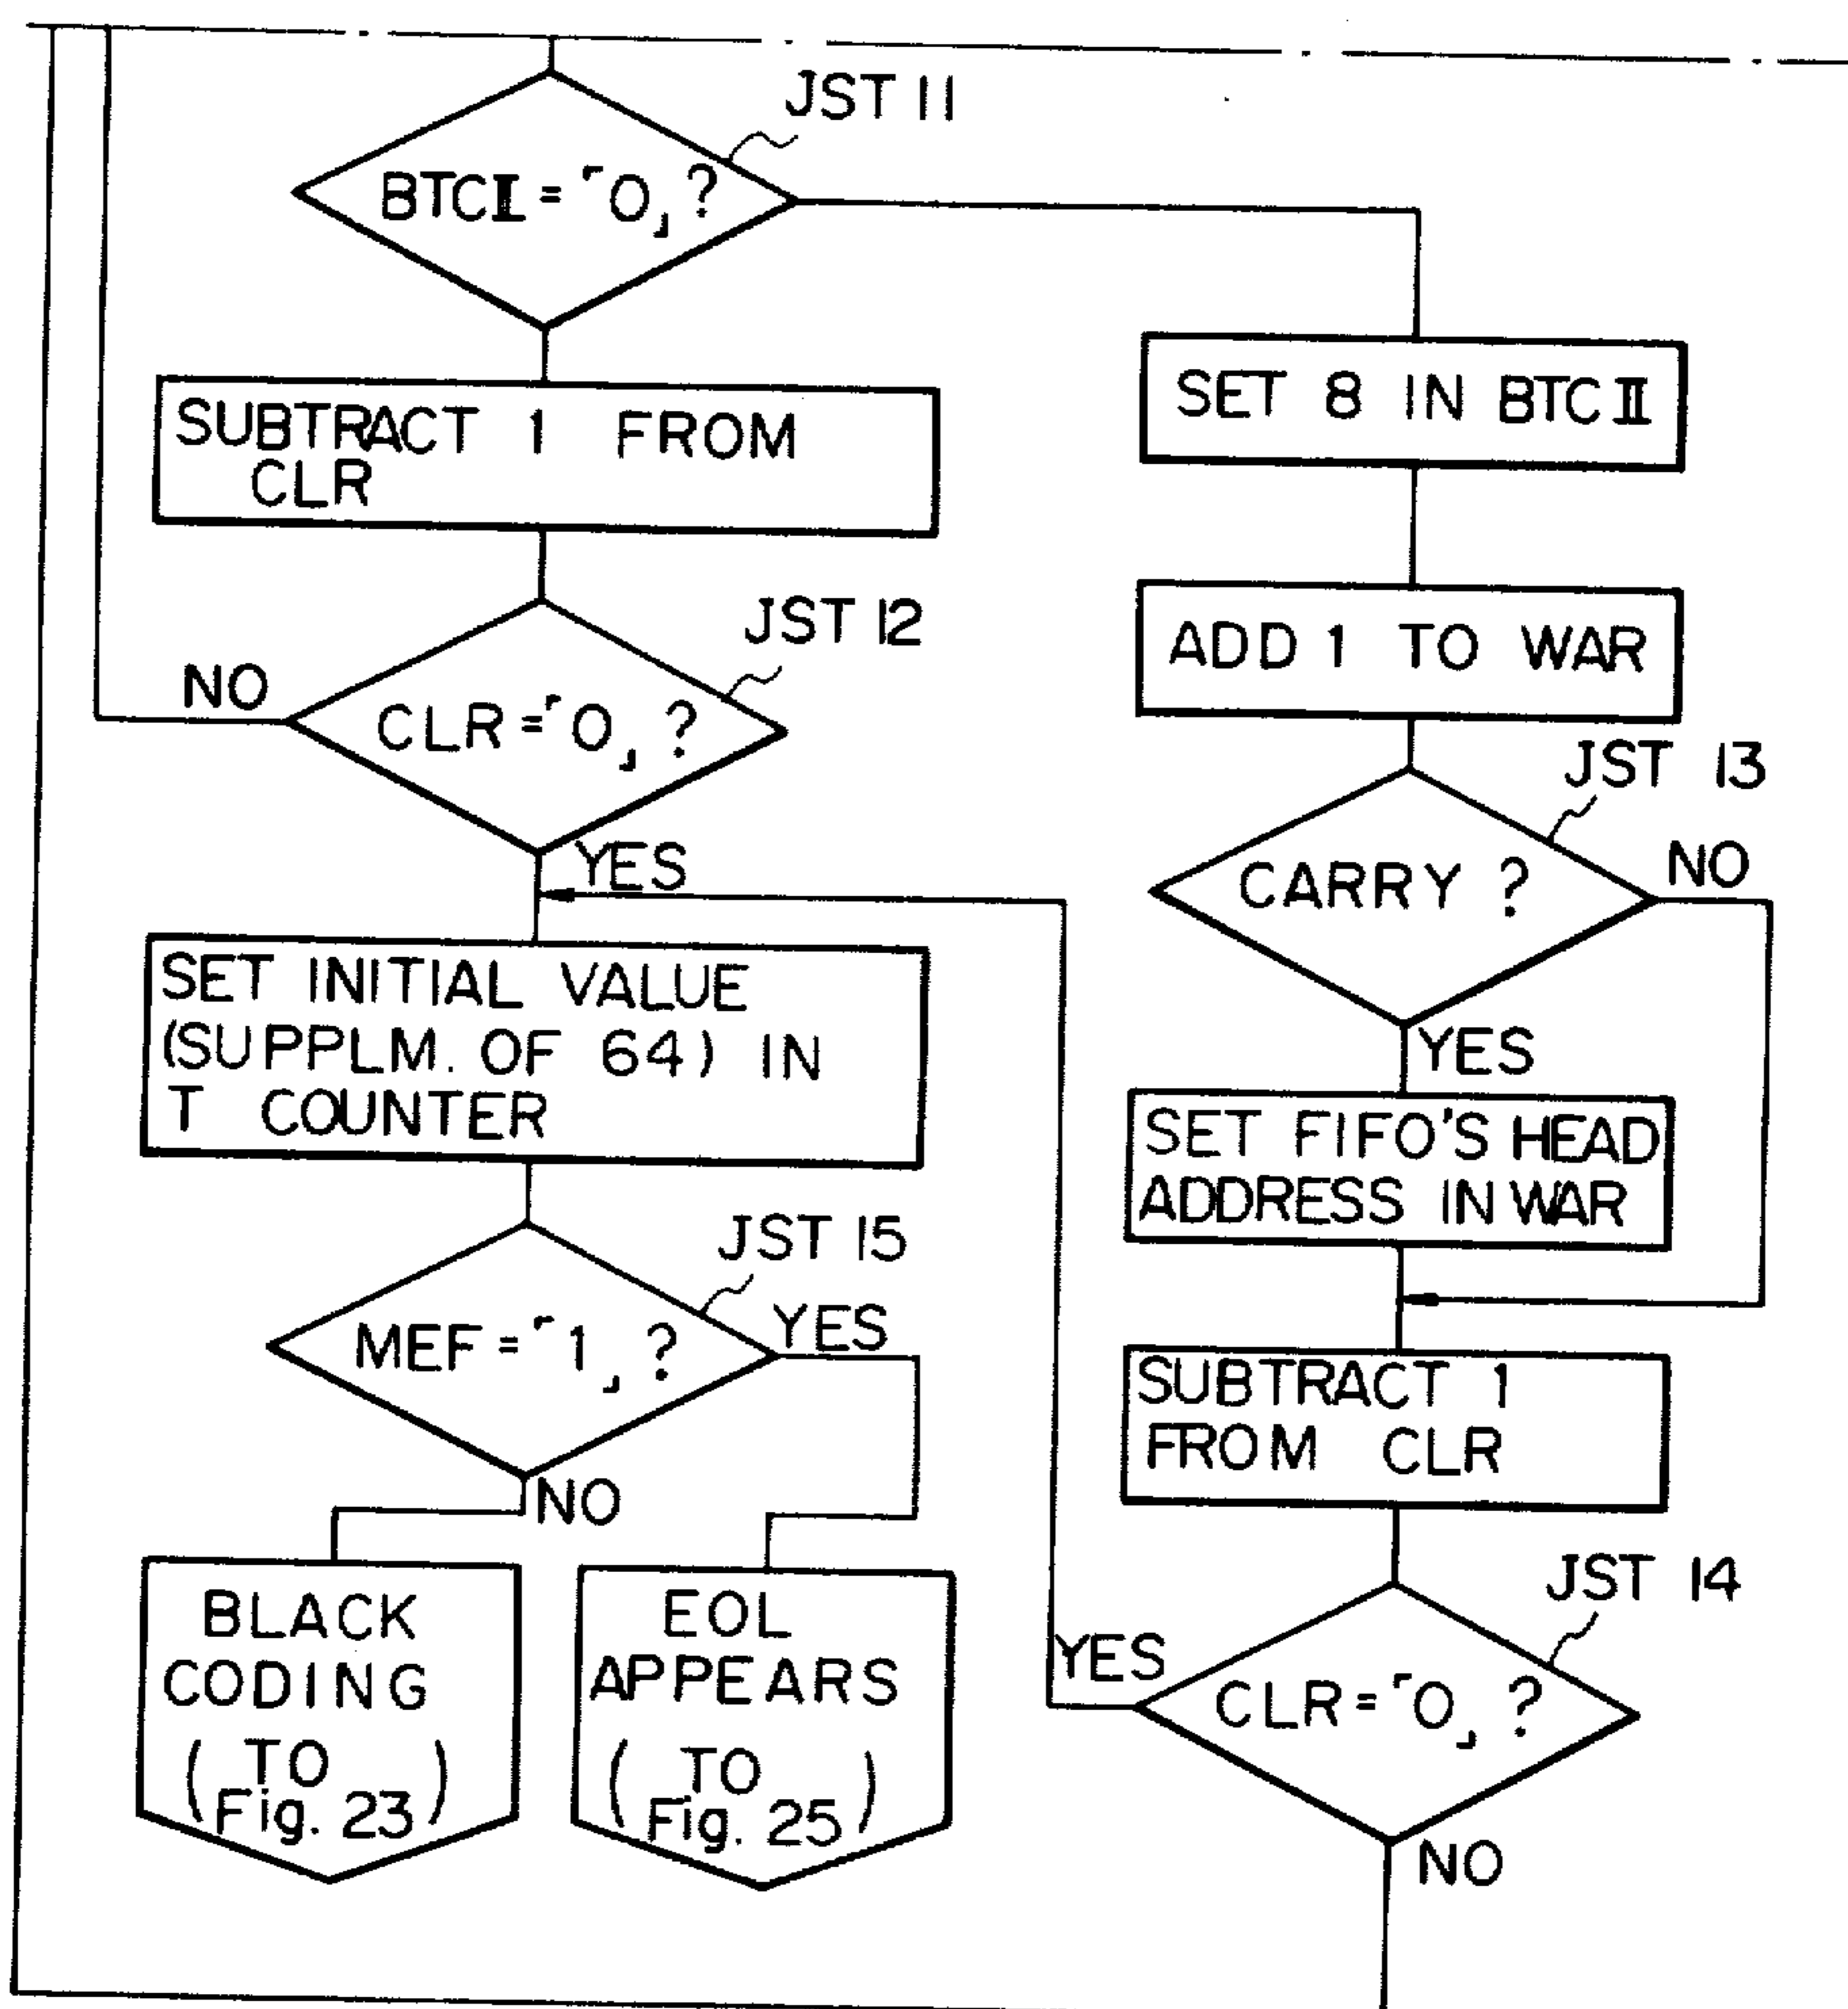 JST 11
BTCII = 「0」 ?
SUBTRACT 1 FROM
CLR
JST 12
CLR = 「0」 ?
NO
YES
SET INITIAL VALUE
(SUPPLM. OF 64) IN
T COUNTER
JST 15
MEF = 「1」 ?
YES
NO
BLACK
CODING
( TO
Fig. 23 )
EOL
APPEARS
( TO
Fig. 25 )
SET 8 IN BTC II
ADD 1 TO WAR
JST 13
CARRY ?
NO
YES
SET FIFO'S HEAD
ADDRESS IN WAR
SUBTRACT 1
FROM CLR
JST 14
CLR = 「0」 ?
YES
NO